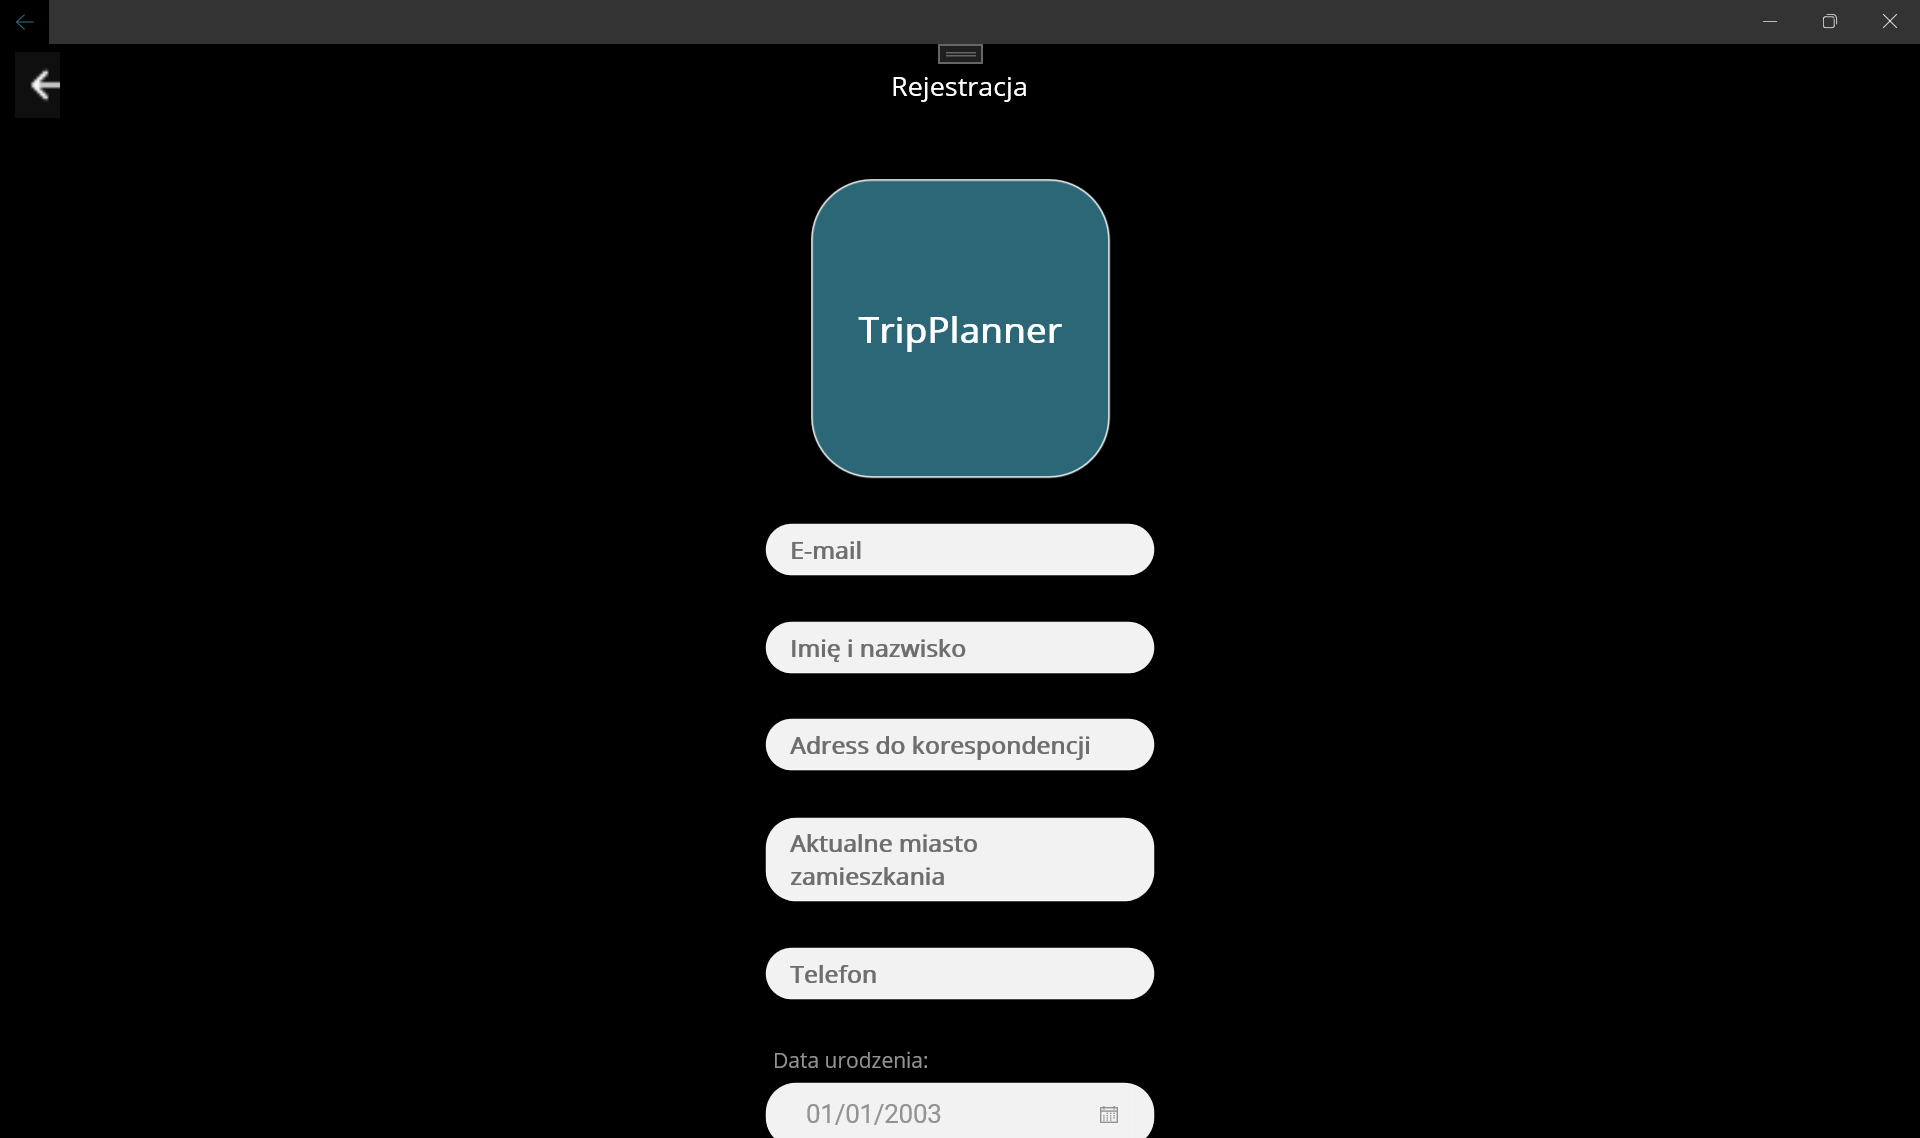 Rejestracja
TripPlanner
E-mail
Imię i nazwisko
Adress do korespondencji
Aktualne miasto
zamieszkania
Telefon
Data urodzenia:
01/01/2003